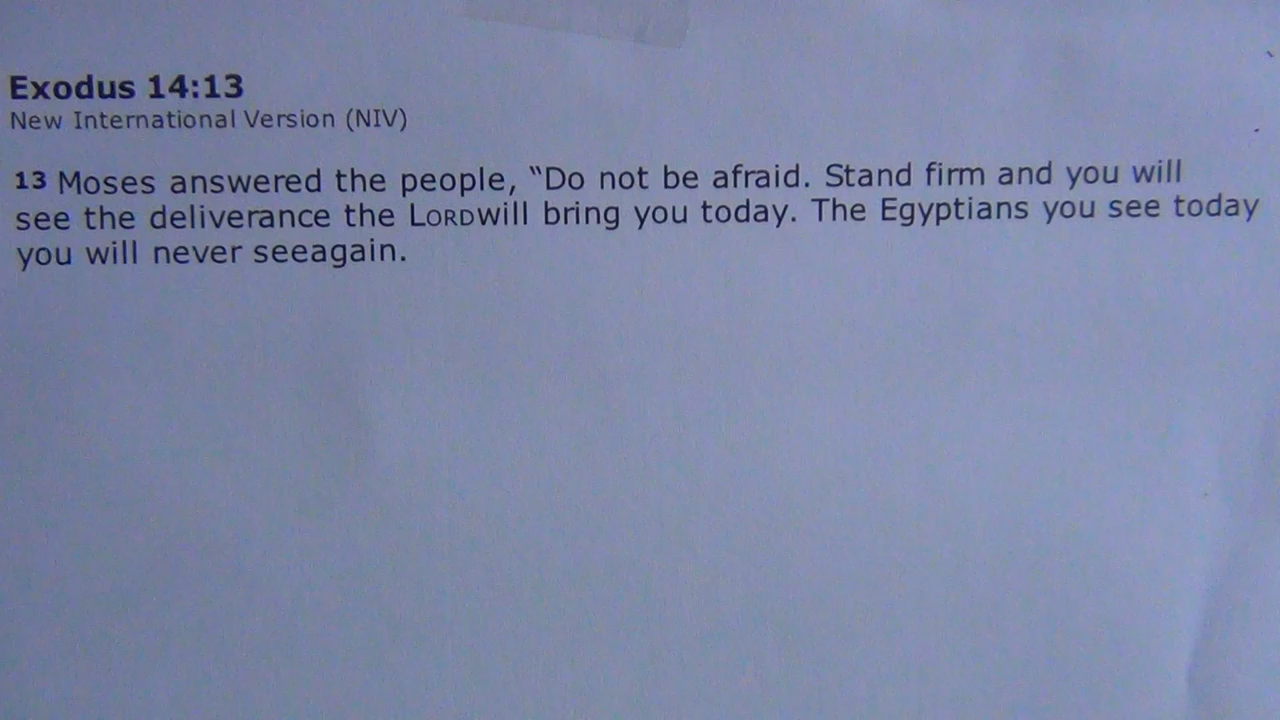 Exodus 14:13
New International Version (NIV)
13 Moses answered the people, “Do not be afraid. Stand firm and you will
see the deliverance the LORDwill bring you today. The Egyptians you see today
you will never seeagain.